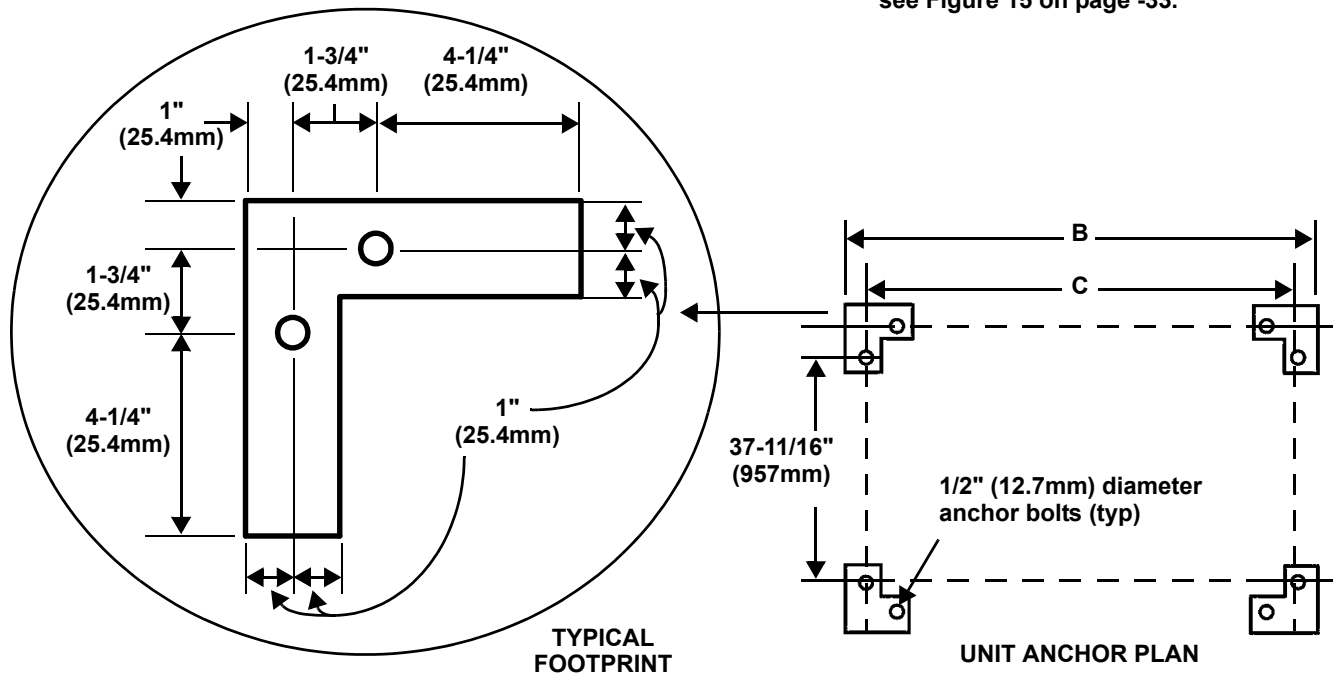 see Figure 15 on page -33.
1-3/4"
(25.4mm)
4-1/4"
(25.4mm)
1"
(25.4mm)
1-3/4"
(25.4mm)
4-1/4"
(25.4mm)
1"
(25.4mm)
TYPICAL
FOOTPRINT
B
C
37-11/16"
(957mm)
1/2" (12.7mm) diameter
anchor bolts (typ)
UNIT ANCHOR PLAN